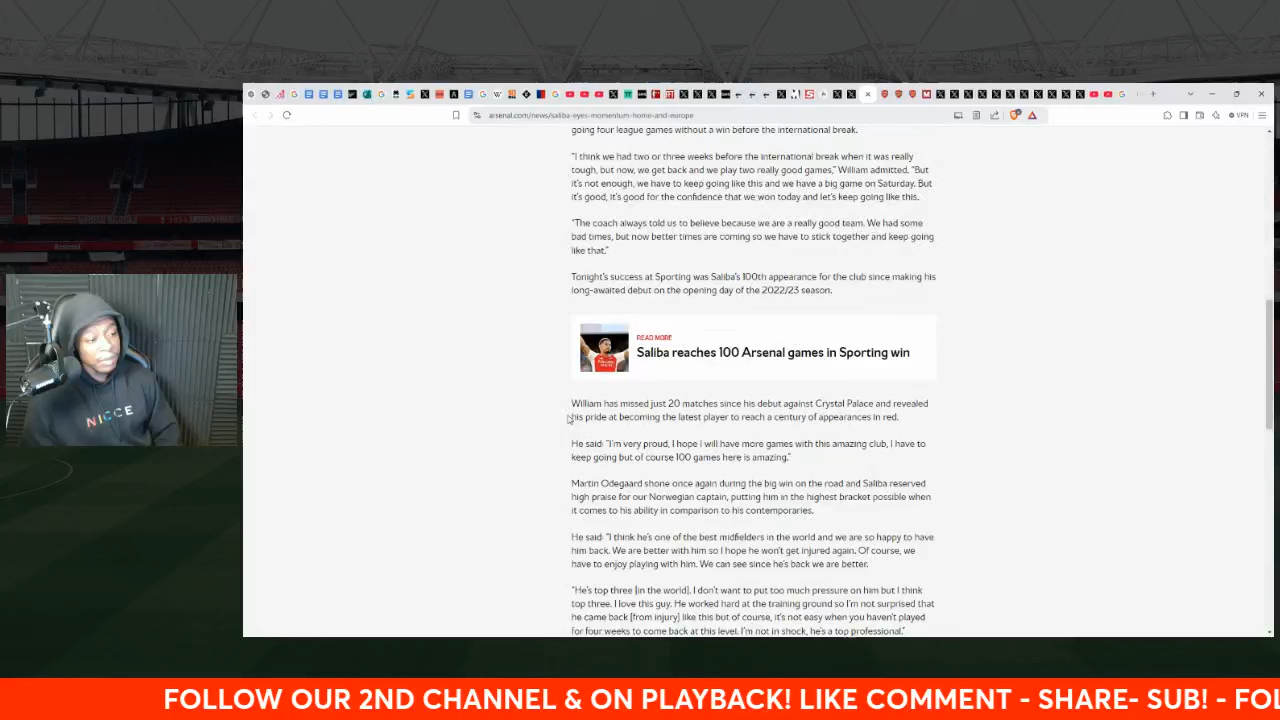 arsenal.com/news/saliba-eyes-momentum-home-and-europe
VPN
going four league games without a win before the international break.
"I think we had two or three weeks before the international break when it was really
tough, but now, we get back and we play two really good games," William admitted. "But
it's not enough, we have to keep going like this and we have a big game on Saturday. But
it's good, it's good for the confidence that we won today and let's keep going like this.
"The coach always told us to believe because we are a really good team. We had some
bad times, but now better times are coming so we have to stick together and keep going
like that."
Tonight's success at Sporting was Saliba's 100th appearance for the club since making his
long-awaited debut on the opening day of the 2022/23 season.
READ MORE
Saliba reaches 100 Arsenal games in Sporting win
William has missed just 20 matches since his debut against Crystal Palace and revealed
his pride at becoming the latest player to reach a century of appearances in red.
He said: "I'm very proud, I hope I will have more games with this amazing club, I have to
keep going but of course 100 games here is amazing."
Martin Odegaard shone once again during the big win on the road and Saliba reserved
high praise for our Norwegian captain, putting him in the highest bracket possible when
it comes to his ability in comparison to his contemporaries.
He said: "I think he's one of the best midfielders in the world and we are so happy to have
him back. We are better with him so I hope he won't get injured again. Of course, we
have to enjoy playing with him. We can see since he's back we are better.
"He's top three [in the world]. I don't want to put too much pressure on him but I think
top three. I love this guy. He worked hard at the training ground so I'm not surprised that
he came back [from injury] like this but of course, it's not easy when you haven't played
for four weeks to come back at this level. I'm not in shock, he's a top professional."
NICCE
FOLLOW OUR 2ND CHANNEL & ON PLAYBACK! LIKE COMMENT - SHARE- SUB! - FOL